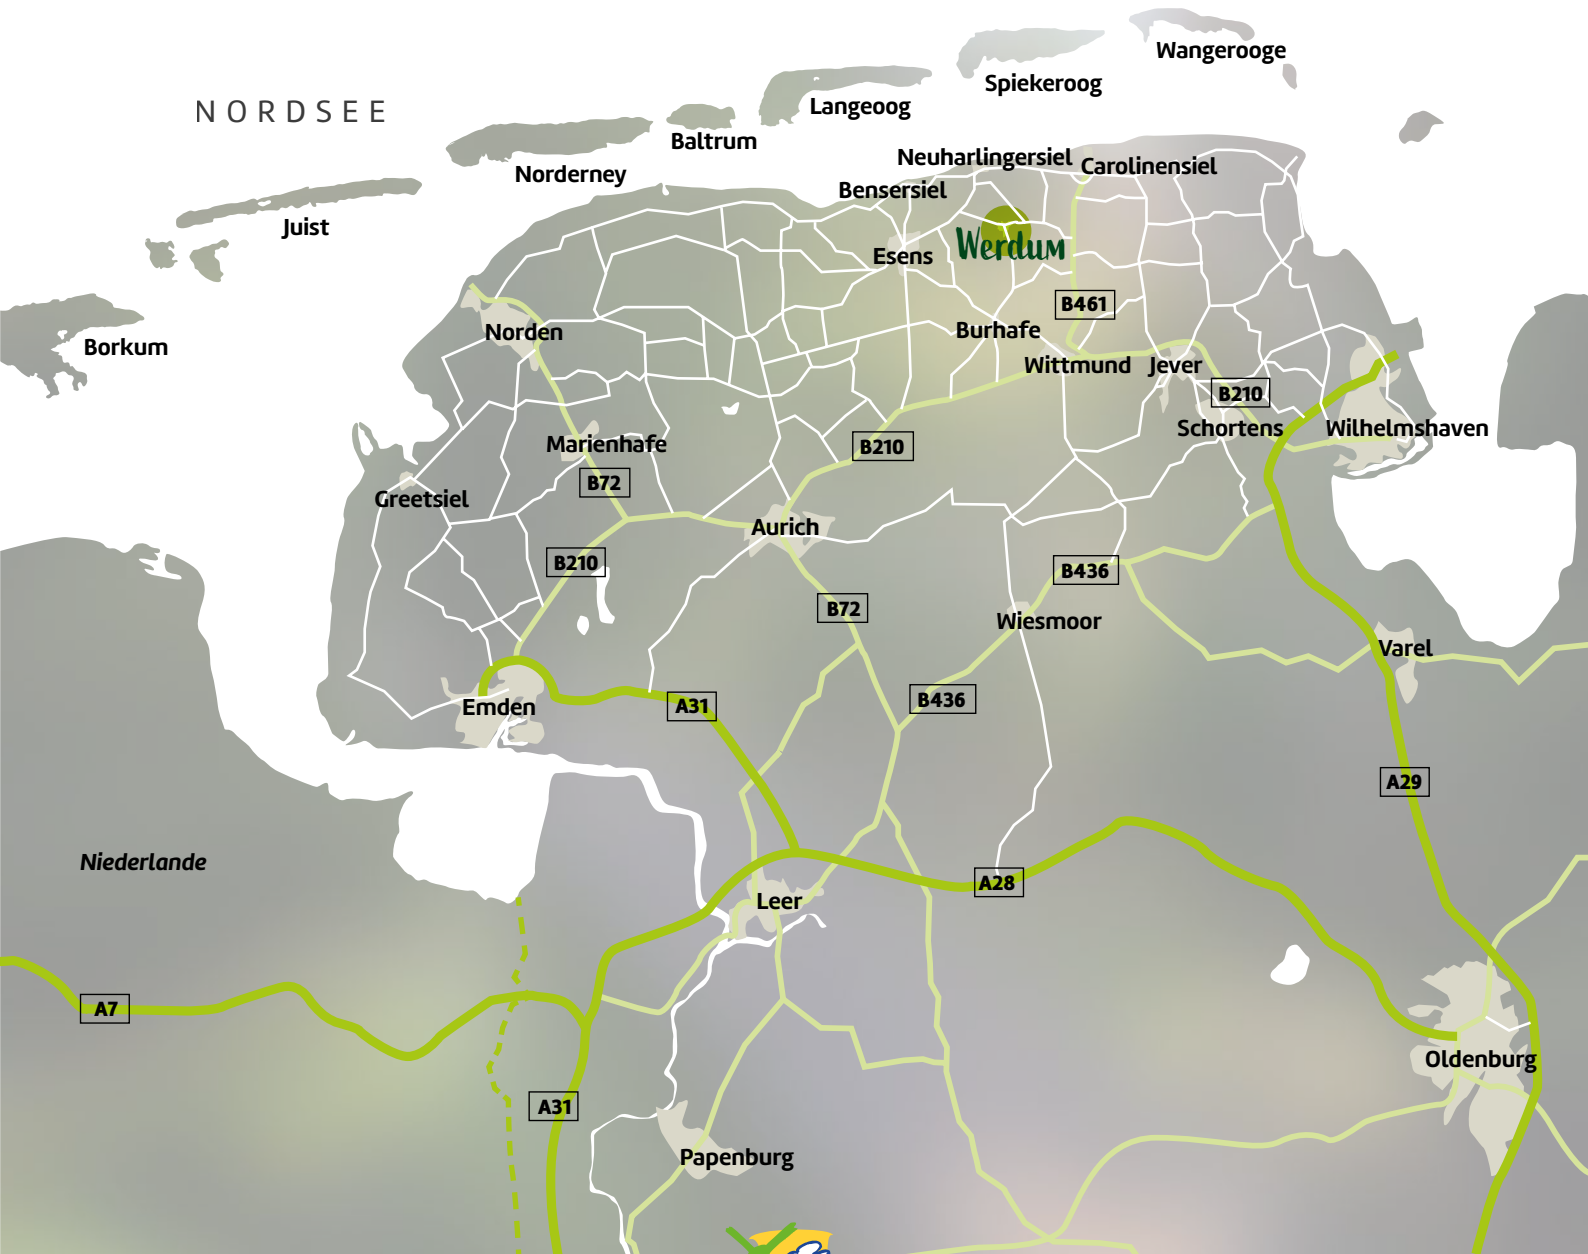 Wangerooge
Spiekeroog
NORDSEE
Langeoog
Baltrum
Norderney
Neuharlingersiel
Carolinensiel
Bensersiel
Juist
Werdum
Esens
B461
Norden
Burhafe
Borkum
Wittmund
Jever
B210
Schortens
Wilhelmshaven
Marienhafe
B210
B72
Greetsiel
Aurich
B210
B436
B72
Wiesmoor
Varel
Emden
A31
B436
A29
Niederlande
A28
Leer
A7
Oldenburg
A31
Papenburg